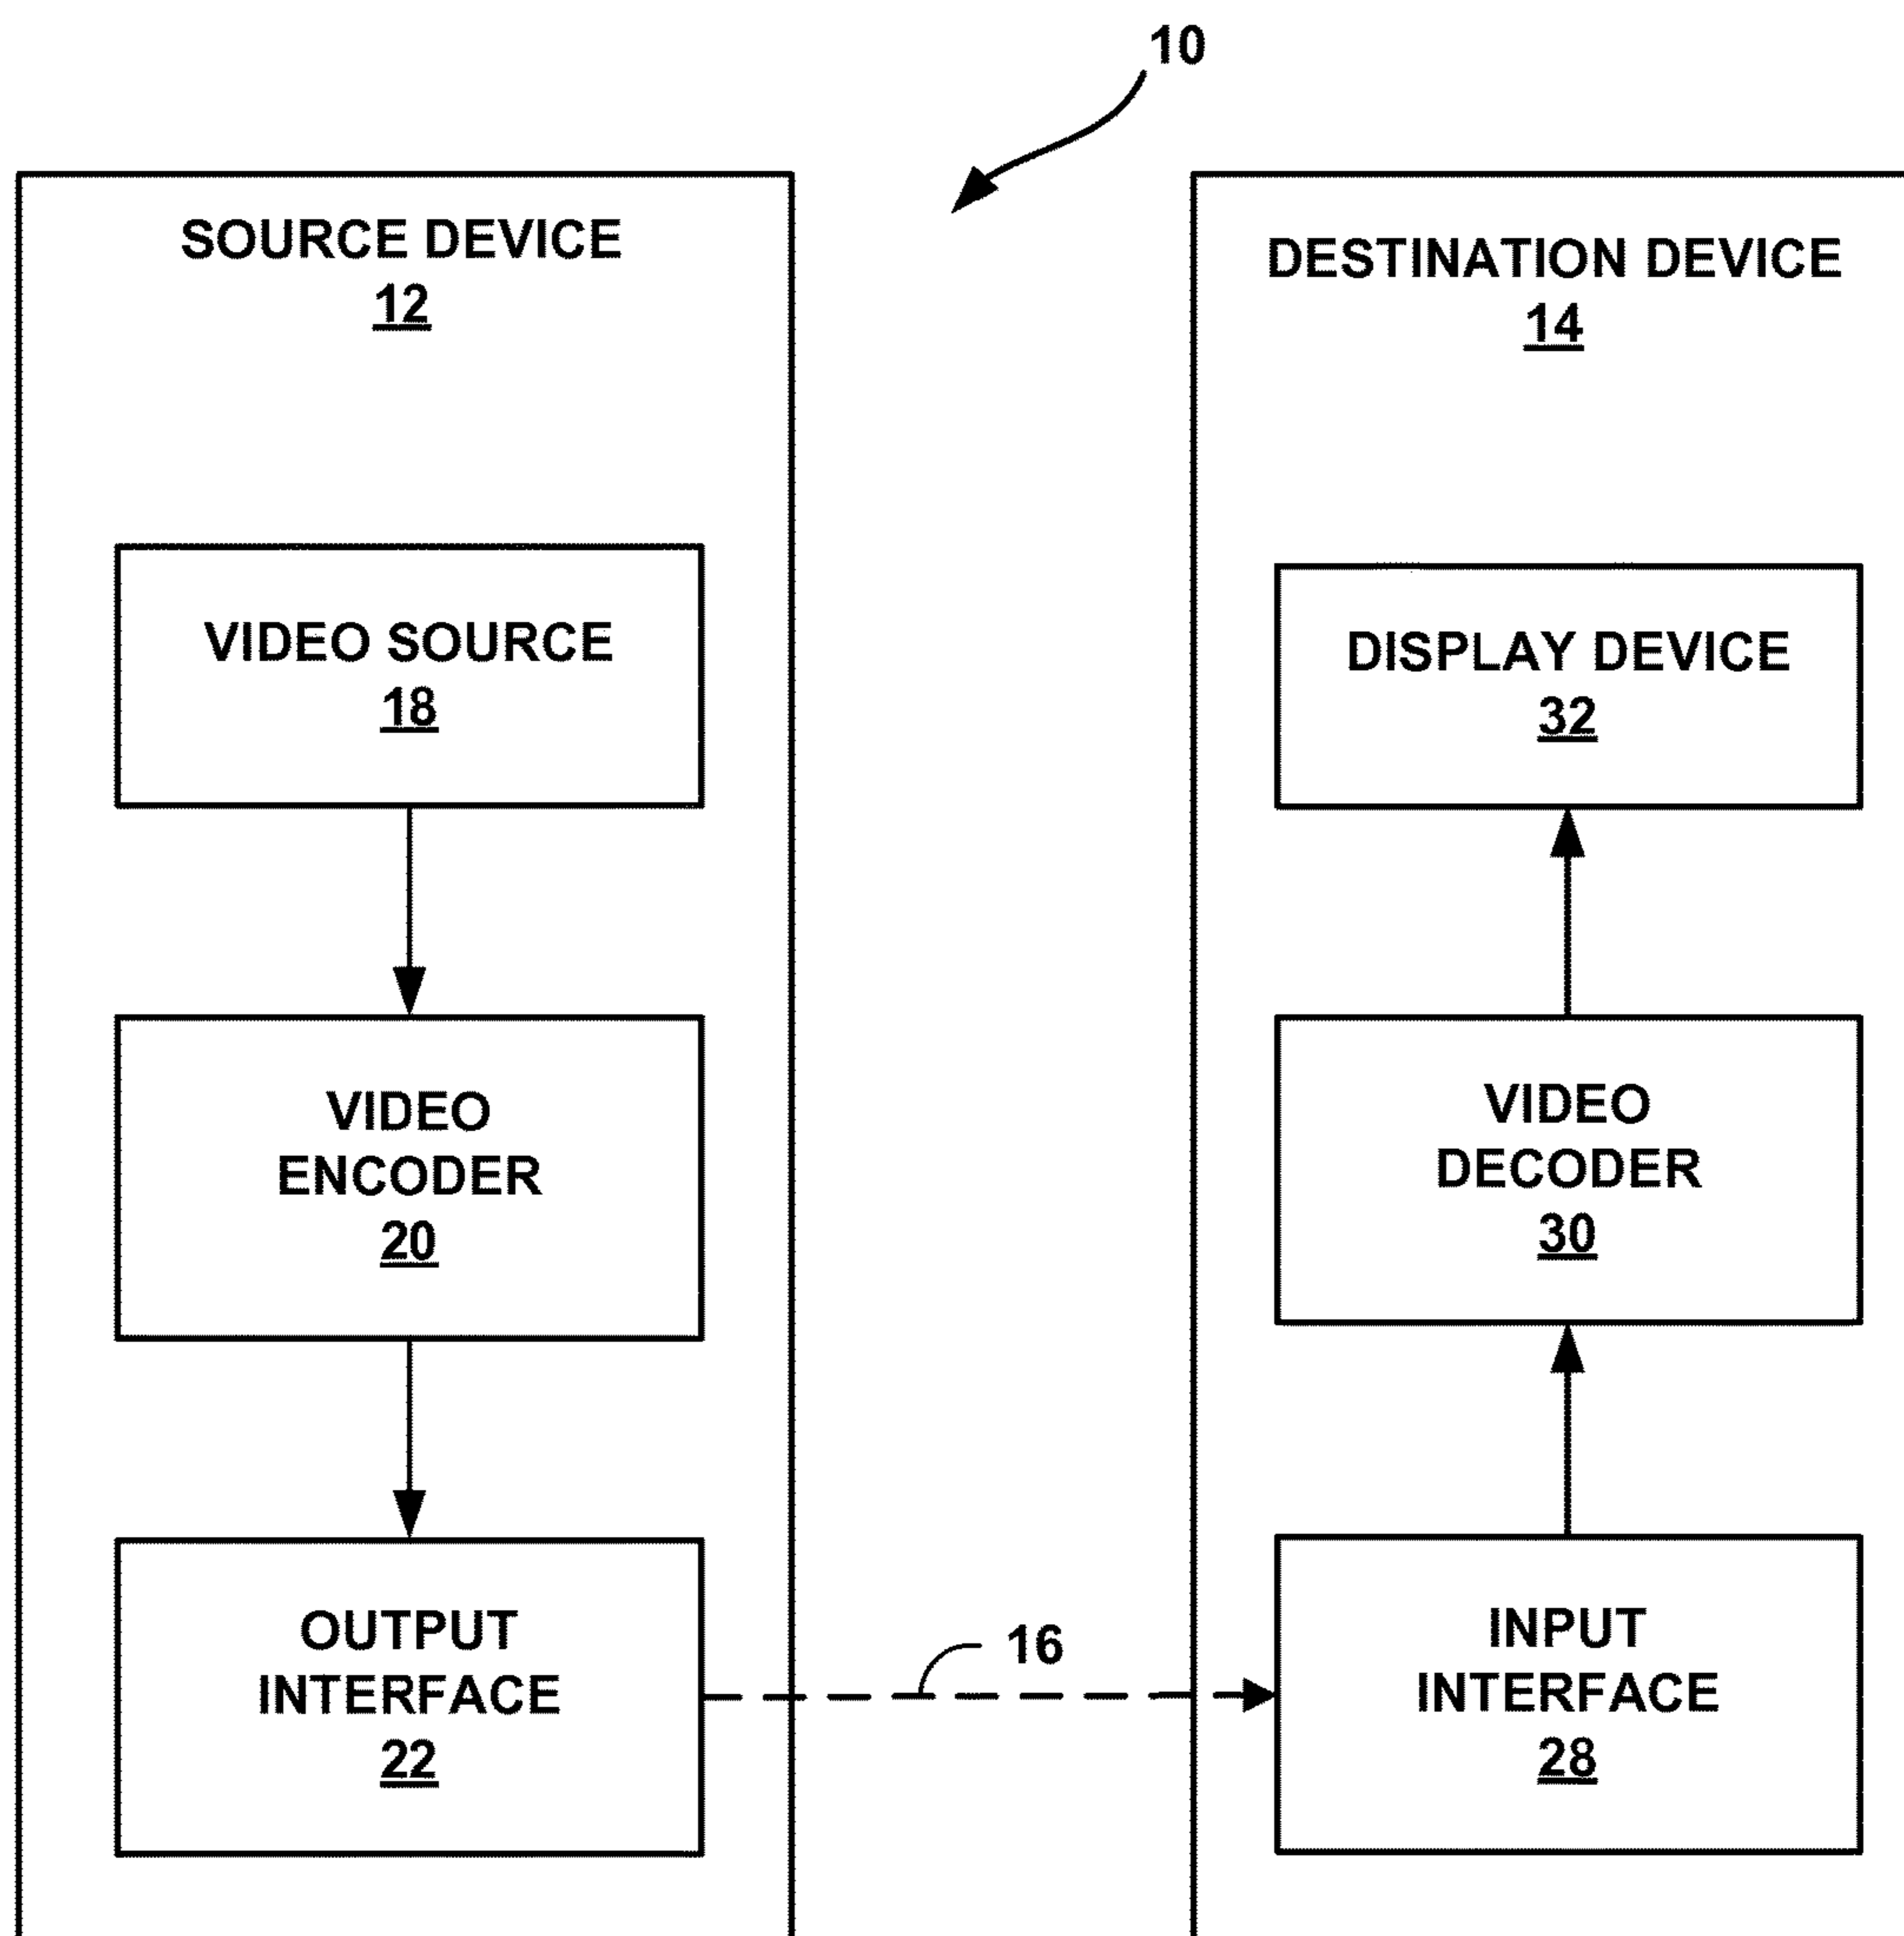 10
SOURCE DEVICE
12
VIDEO SOURCE
18
VIDEO
ENCODER
20
OUTPUT
INTERFACE
22
16
DESTINATION DEVICE
14
DISPLAY DEVICE
32
VIDEO
DECODER
30
INPUT
INTERFACE
28